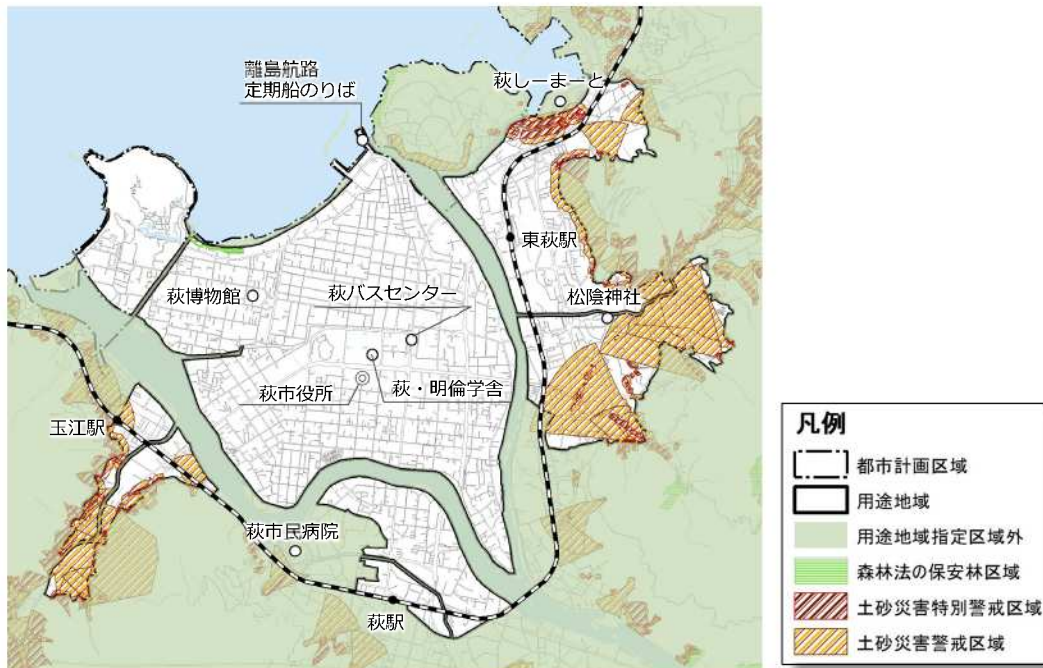 離島航路
定期船のりば
萩しーまーと
東萩駅
萩博物館
萩バスセンター
松陰神社
萩市役所
萩・明倫学舎
玉江駅
萩市民病院
萩駅
凡例
都市計画区域
用途地域
用途地域指定区域外
森林法の保安林区域
土砂災害特別警戒区域
土砂災害警戒区域